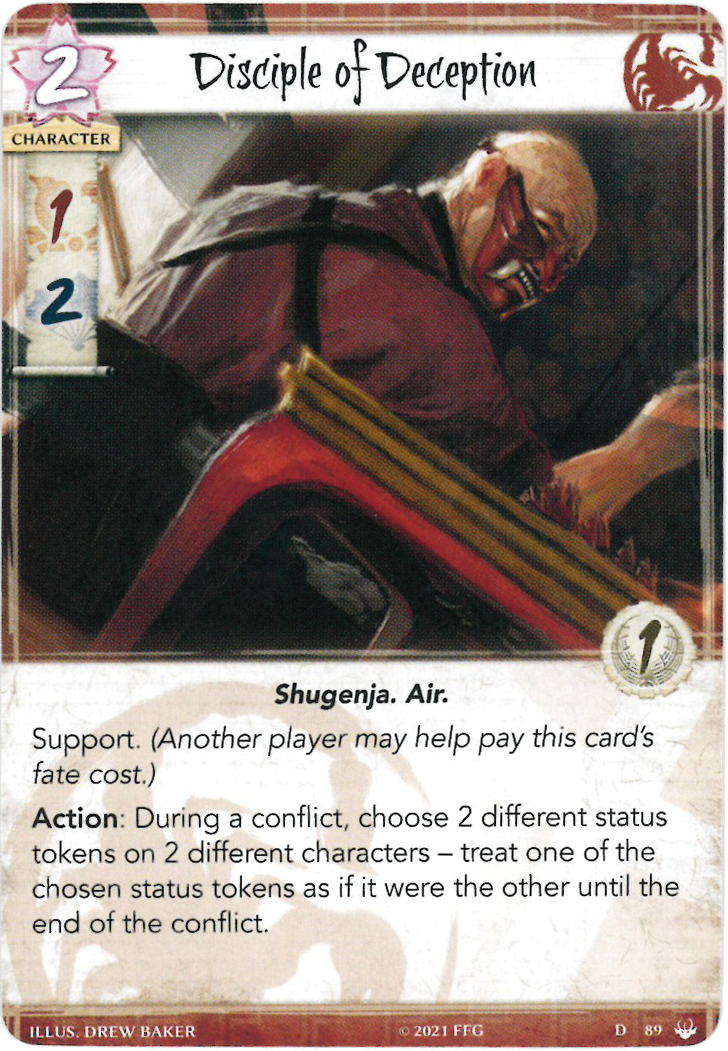 2
Disciple of Deception
CHARACTER
1
2
1
Shugenja. Air.
Support. (Another player may help pay this card's
fate cost.)
Action: During a conflict, choose 2 different status
tokens on 2 different characters – treat one of the
chosen status tokens as if it were the other until the
end of the conflict.
ILLUS. DREW BAKER © 2021 FFG D 89